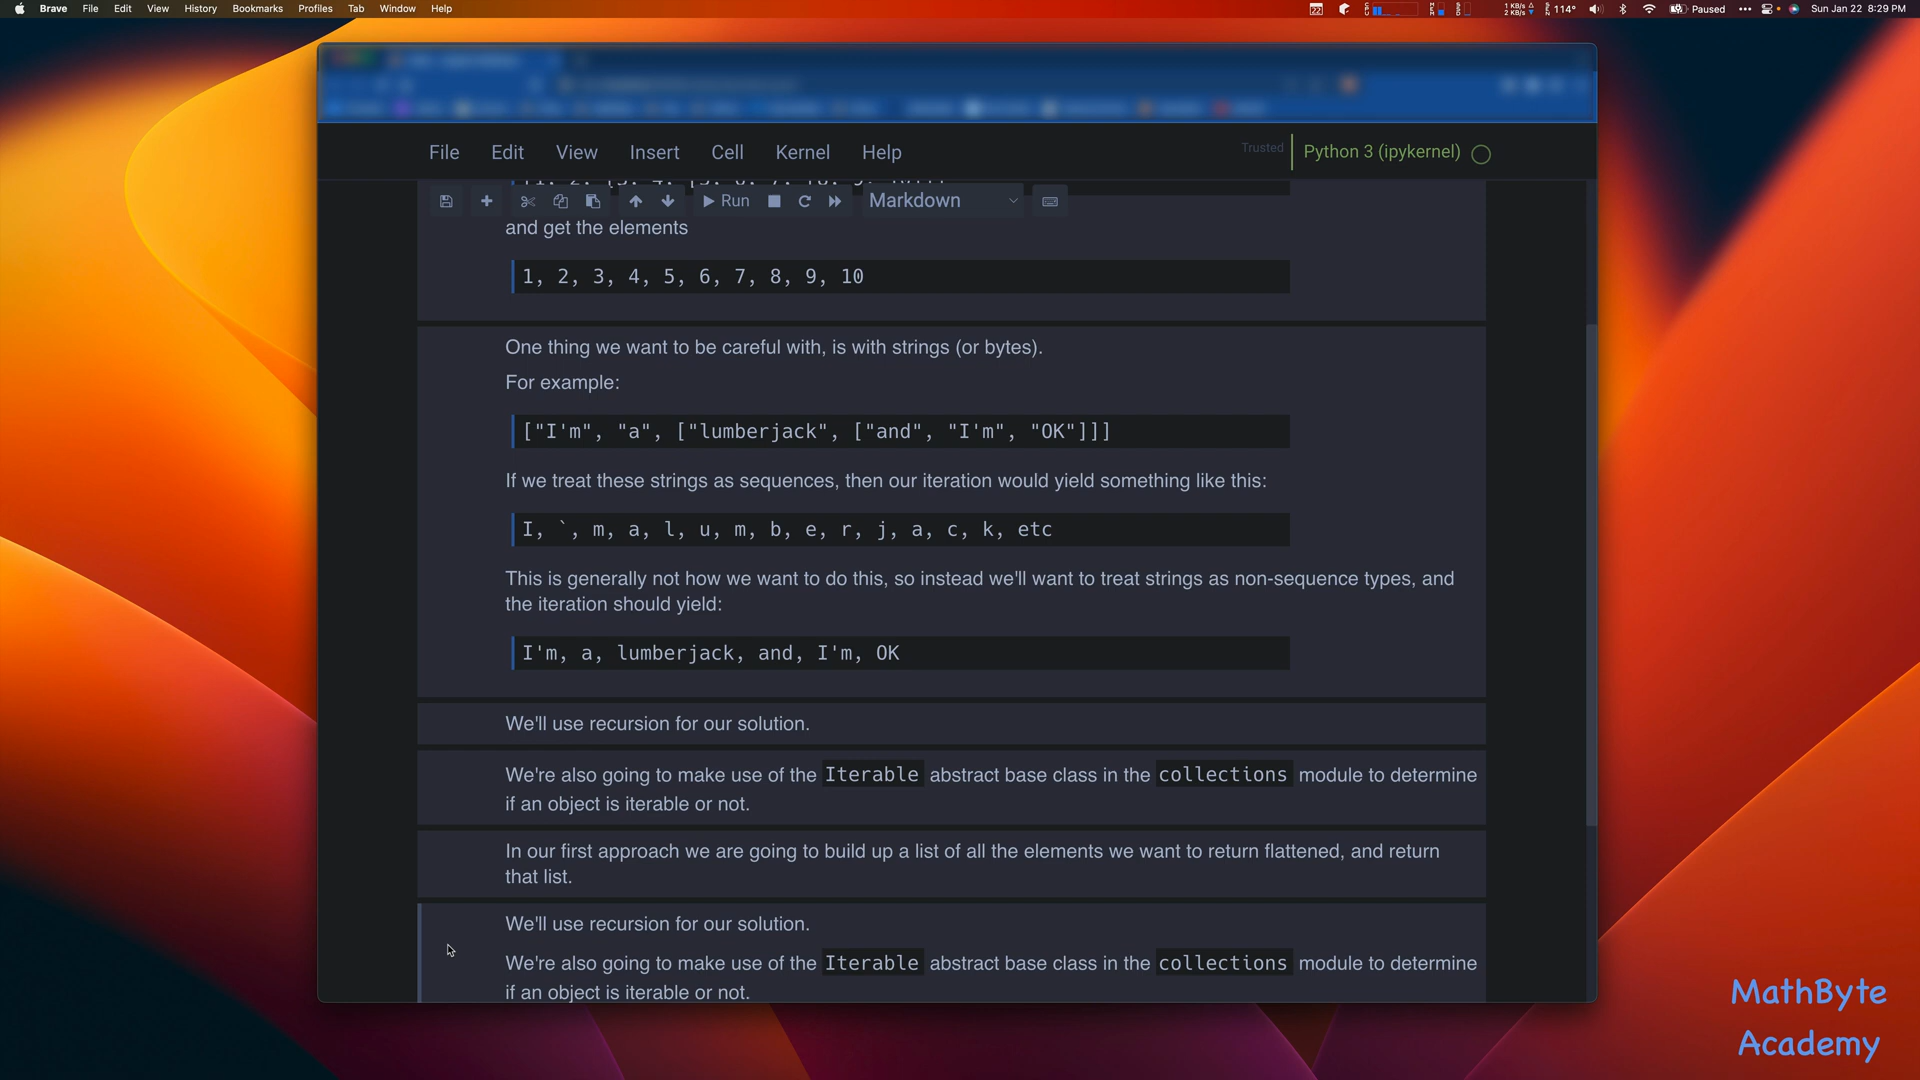 Brave File Edit View History Bookmarks Profiles Tab Window Help
22 1 KB/s 2 KB/s 114° Paused Sun Jan 22 8:29 PM
File Edit View Insert Cell Kernel Help Trusted Python 3 (ipykernel)
Run Markdown
and get the elements
1, 2, 3, 4, 5, 6, 7, 8, 9, 10
One thing we want to be careful with, is with strings (or bytes).
For example:
["I'm", "a", ["lumberjack", ["and", "I'm", "OK"]]]
If we treat these strings as sequences, then our iteration would yield something like this:
I, `, m, a, l, u, m, b, e, r, j, a, c, k, etc
This is generally not how we want to do this, so instead we'll want to treat strings as non-sequence types, and
the iteration should yield:
I'm, a, lumberjack, and, I'm, OK
We'll use recursion for our solution.
We're also going to make use of the Iterable abstract base class in the collections module to determine
if an object is iterable or not.
In our first approach we are going to build up a list of all the elements we want to return flattened, and return
that list.
We'll use recursion for our solution.
We're also going to make use of the Iterable abstract base class in the collections module to determine
if an object is iterable or not.
MathByte
Academy